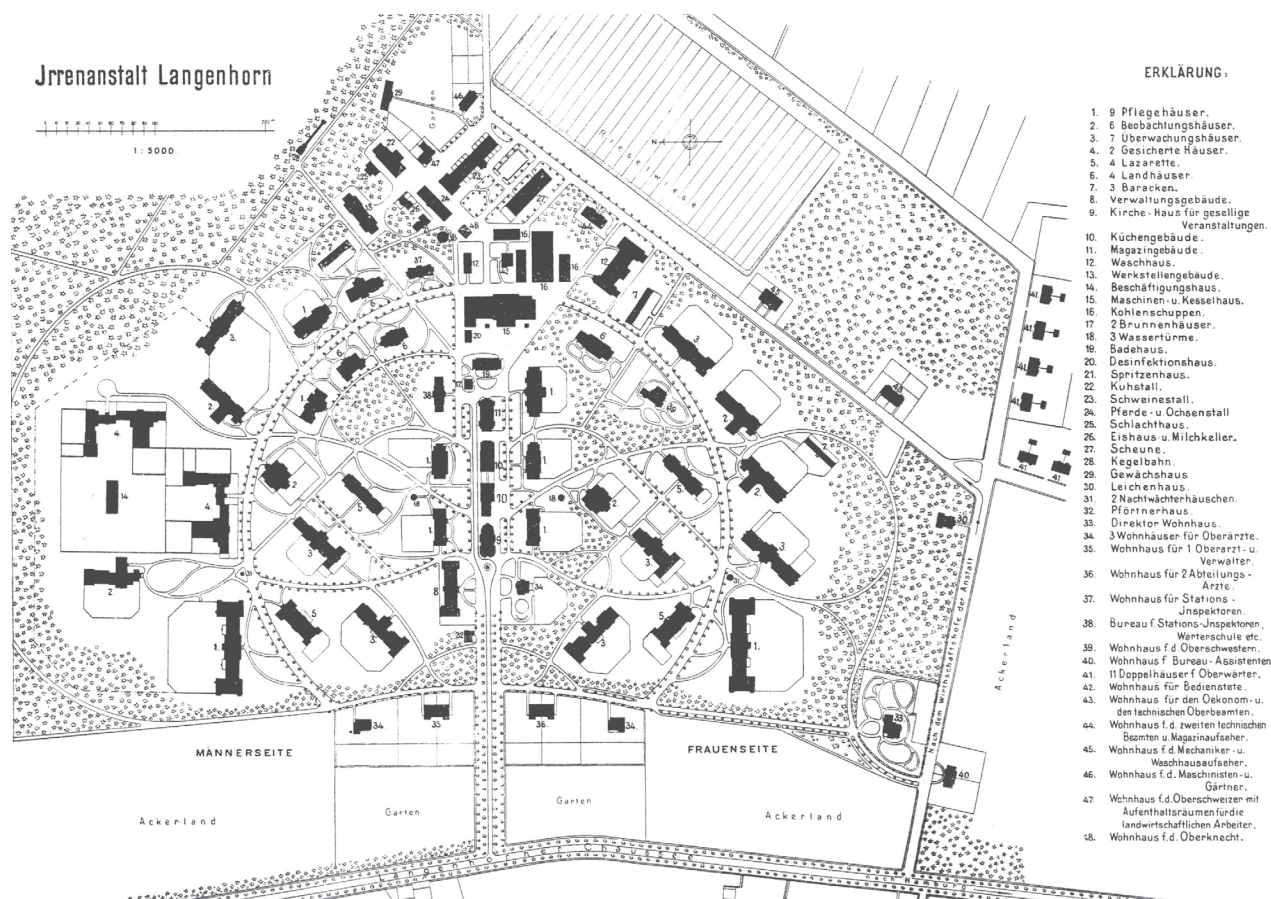 Jrrenanstalt Langenhorn
1:5000
ERKLÄRUNG:
1. 9 Pflegehäuser.
2. 6 Beobachtungshäuser.
3. 7 Überwachungshäuser.
4. 2 Gesicherte Häuser.
5. 4 Lazarette.
6. 4 Landhäuser.
7. 3 Baracken.
8. Verwaltungsgebäude.
9. Kirche-Haus für gesellige
Veranstaltungen.
10. Küchengebäude.
11. Magazingebäude.
12. Waschhaus.
13. Werkstellengebäude.
14. Beschäftigungshaus.
15. Maschinen-u. Kesselhaus.
16. Kohlenschuppen.
17 2 Brunnenhäuser.
18. 3 Wassertürme.
19. Badehaus.
20. Desinfektionshaus.
21. Spritzenhaus.
22. Kuhstall.
23. Schweinestall.
24. Pferde-u. Ochsenstall
25. Schlachthaus.
26. Eishaus-u. Milchkeller.
27. Scheune.
28. Kegelbahn.
29. Gewächshaus
30. Leichenhaus.
31. 2 Nachtwächterhäuschen.
32. Pförtnerhaus.
33. Direktor Wohnhaus.
34. 3 Wohnhäuser für Oberärzte.
35. Wohnhaus für 1 Oberarzt-u.
Verwalter.
36. Wohnhaus für 2 Abteilungs-
Ärzte.
37. Wohnhaus für Stations-
Jnspektoren.
38. Bureau f. Stations-Jnspektoren,
Wärterschule etc.
39. Wohnhaus f.d. Oberschwestern.
40. Wohnhaus f Bureau-Assistenten
41. 11 Doppelhäuser f Oberwärter.
42. Wohnhaus für Bedienstete.
43. Wohnhaus für den Oekonom-u.
den technischen Oberbeamten.
44. Wohnhaus f.d. zweiten technischen
Beamten u. Magazinaufseher.
45. Wohnhaus f.d. Mechaniker-u.
Waschhausaufseher.
46. Wohnhaus f.d. Maschinisten-u.
Gärtner.
47. Wohnhaus f.d. Oberschweizer-mit
Aufenthaltsräumen für die
landwirtschaftlichen Arbeiter.
48. Wohnhaus f.d. Oberknecht.
Garten
N
MÄNNERSEITE
FRAUENSEITE
Ackerland
Garten
Garten
Ackerland
Ackerland
Nach dem Wirthschaftshofe der Anstalt
Langenhorner Chaussee
nach Hamburg